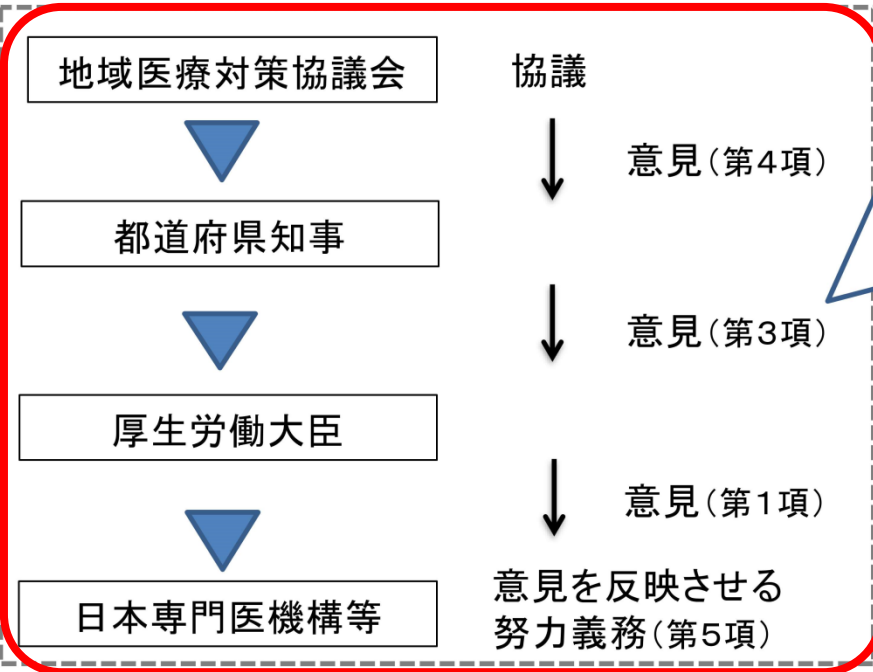 地域医療対策協議会
協議
意見(第4項)
都道府県知事
意見(第3項)
厚生労働大臣
意見(第1項)
日本専門医機構等
意見を反映させる
努力義務(第5項)